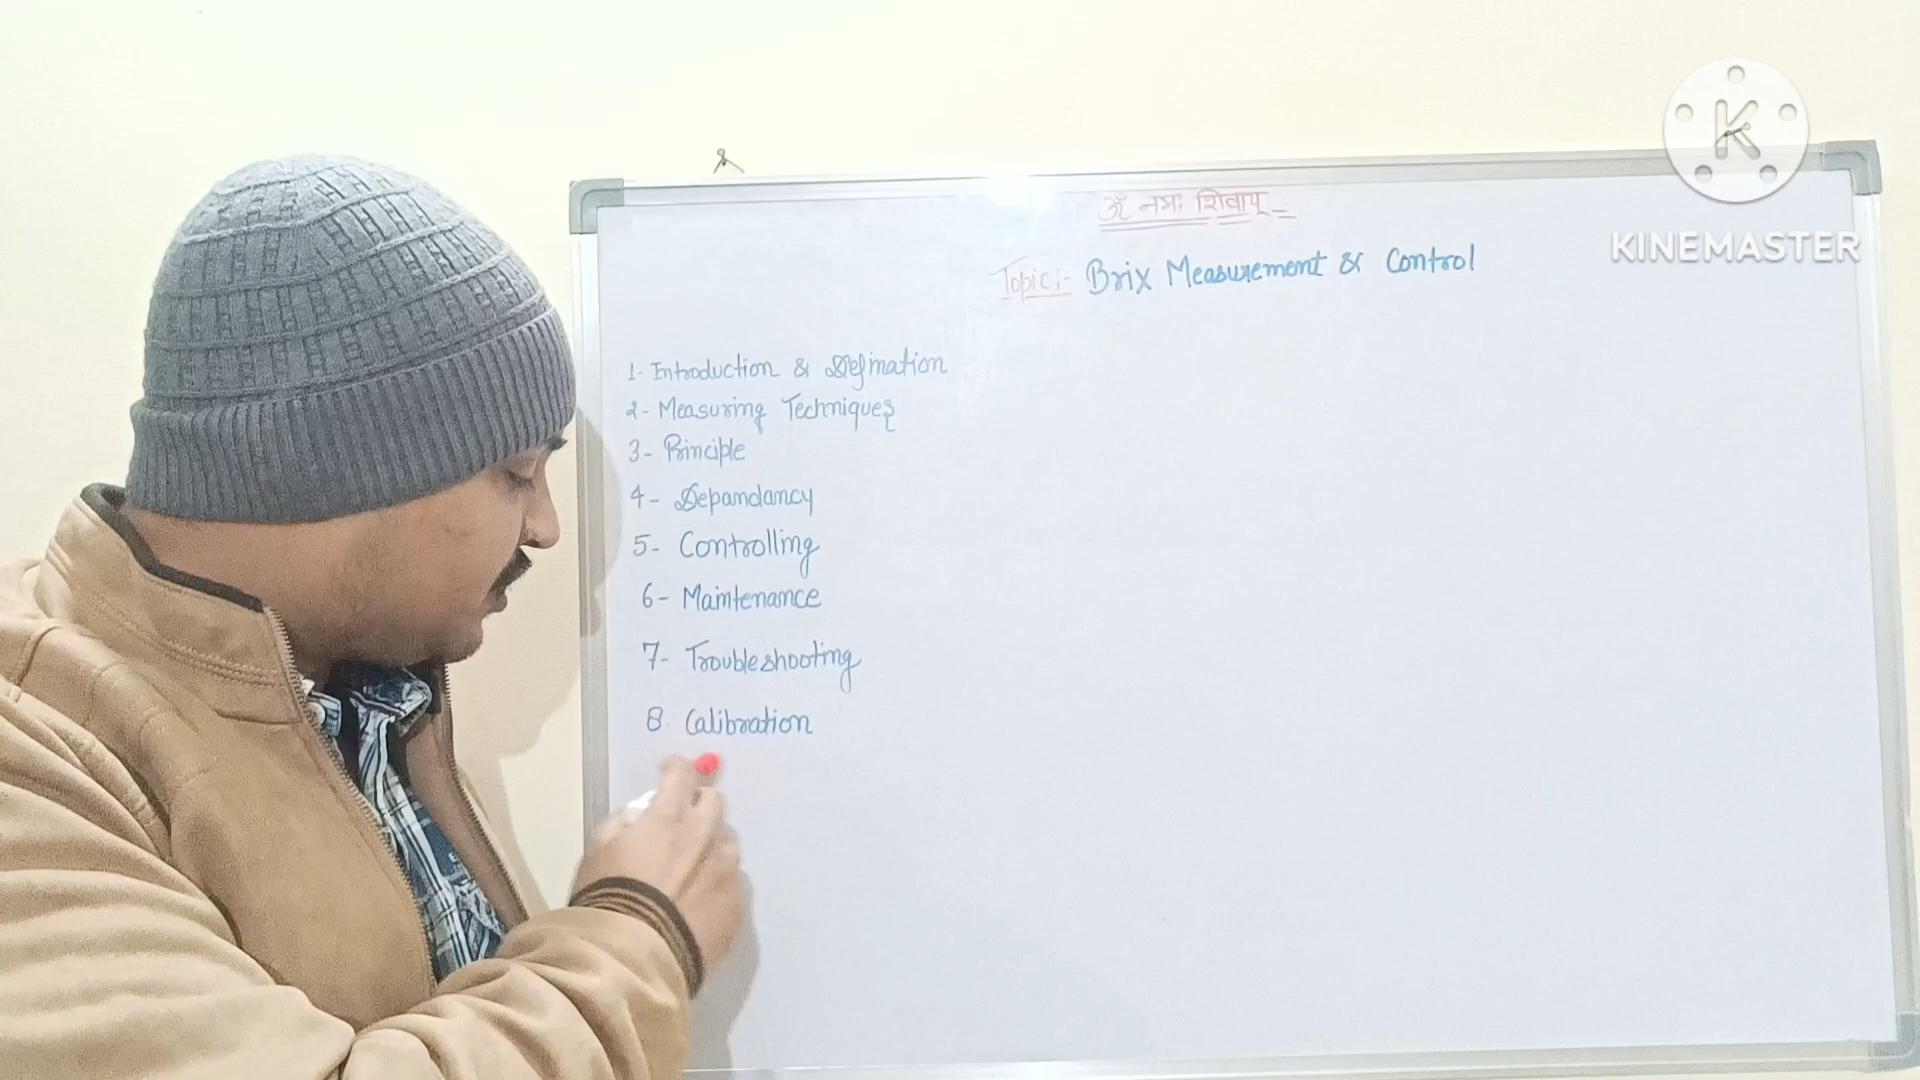 ॐ नमः शिवाय
Topic:- Brix Measurement & Control
1- Introduction & Defination
2- Measuring Techniques
3- Principle
4- Depandancy
5- Controlling
6- Maintenance
7- Troubleshooting
8. Calibration
K
KINEMASTER